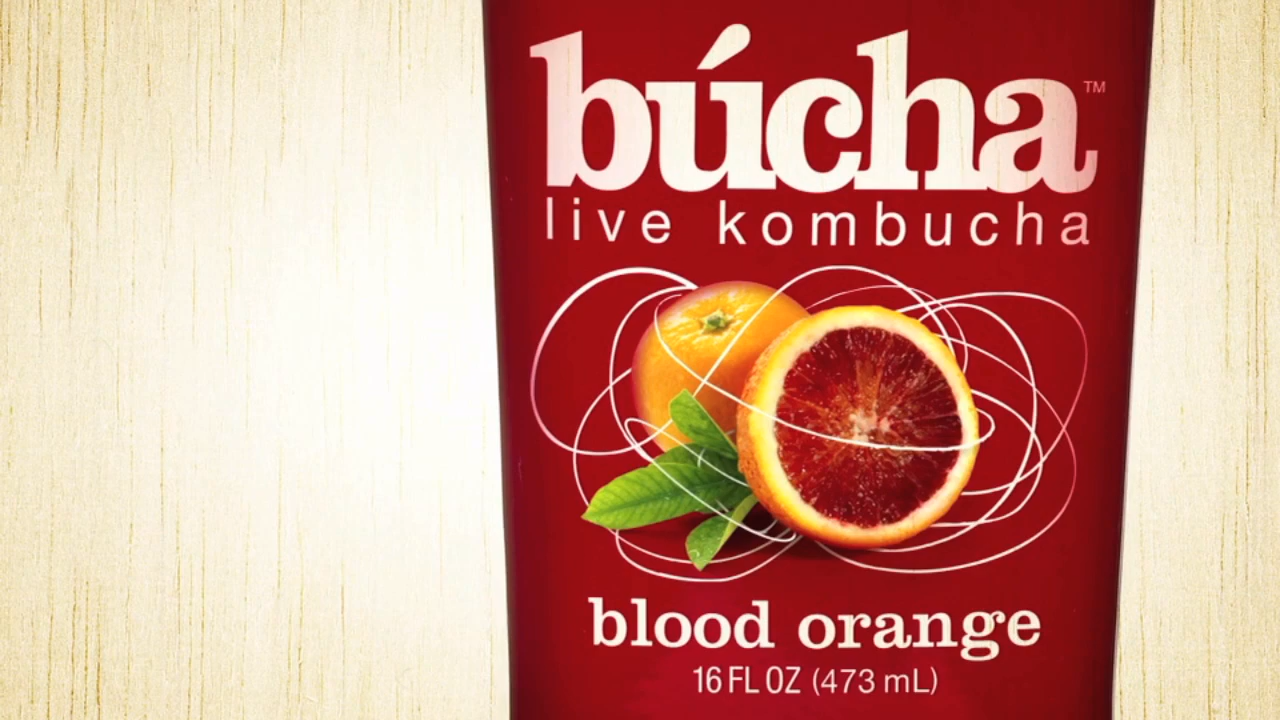 búcha™
live kombucha
blood orange
16 FL OZ (473 mL)